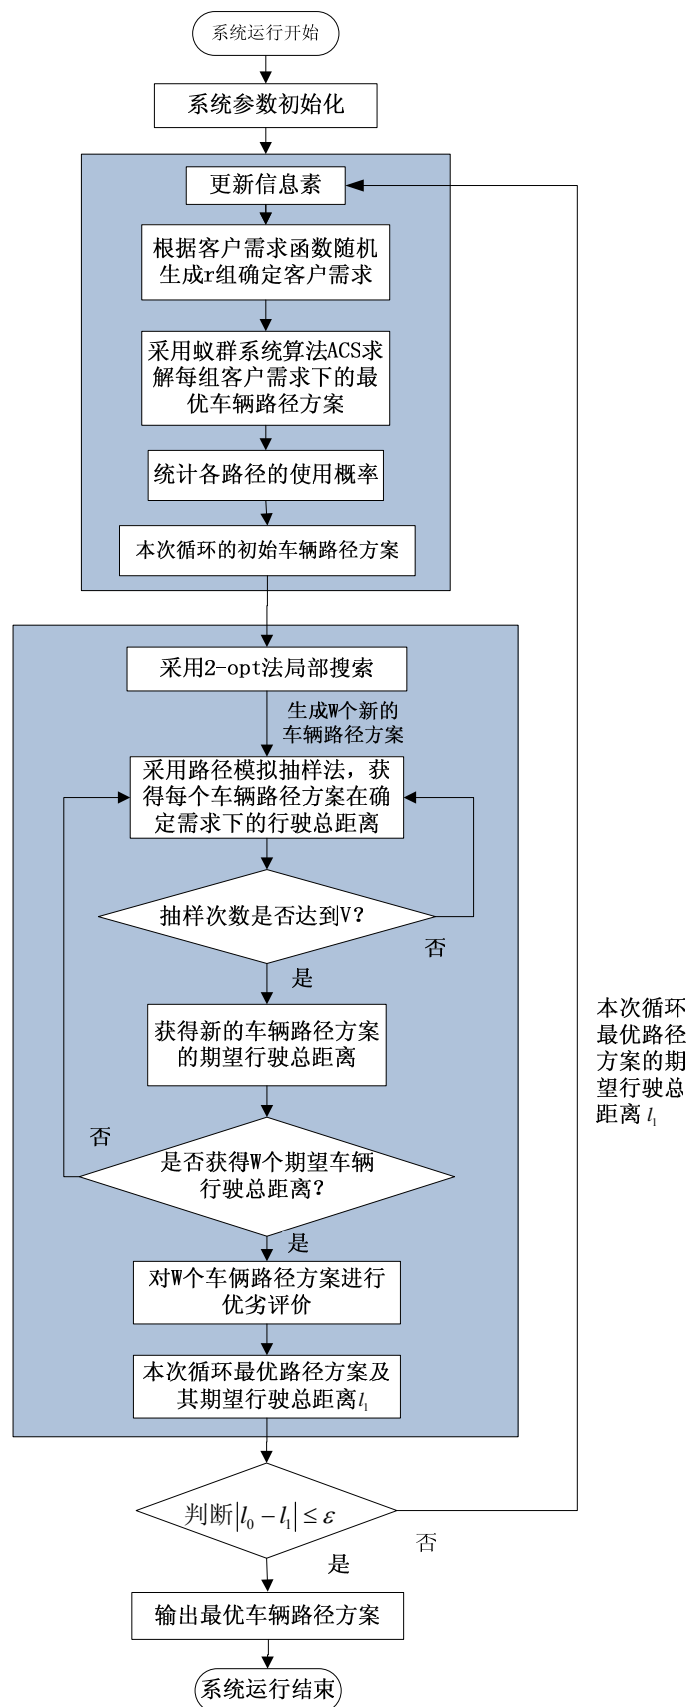 系统运行开始
系统参数初始化
更新信息素
根据客户需求函数随机
生成r组确定客户需求
采用蚁群系统算法ACS求
解每组客户需求下的最
优车辆路径方案
统计各路径的使用概率
本次循环的初始车辆路径方案
采用2-opt法局部搜索
生成W个新的
车辆路径方案
采用路径模拟抽样法，获
得每个车辆路径方案在确
定需求下的行驶总距离
抽样次数是否达到V？
否
是
获得新的车辆路径方案
的期望行驶总距离
否
是否获得W个期望车辆
行驶总距离？
是
对W个车俩路径方案进行
优劣评价
本次循环最优路径方案及
其期望行驶总距离l₁
本次循环
最优路径
方案的期
望行驶总
距离 l₁
判断|l₀ − l₁| ≤ ε
否
是
输出最优车辆路径方案
系统运行结束